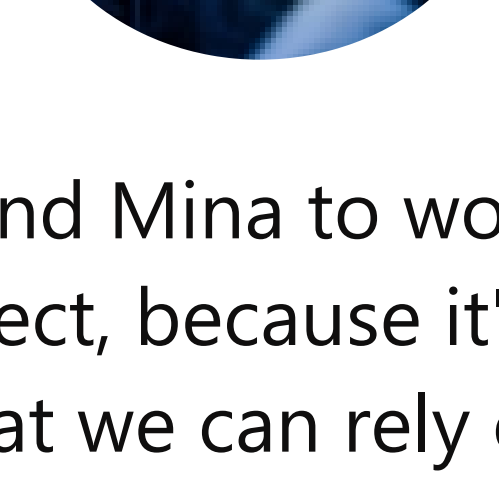 nd Mina to wo
ect, because it'
at we can rely